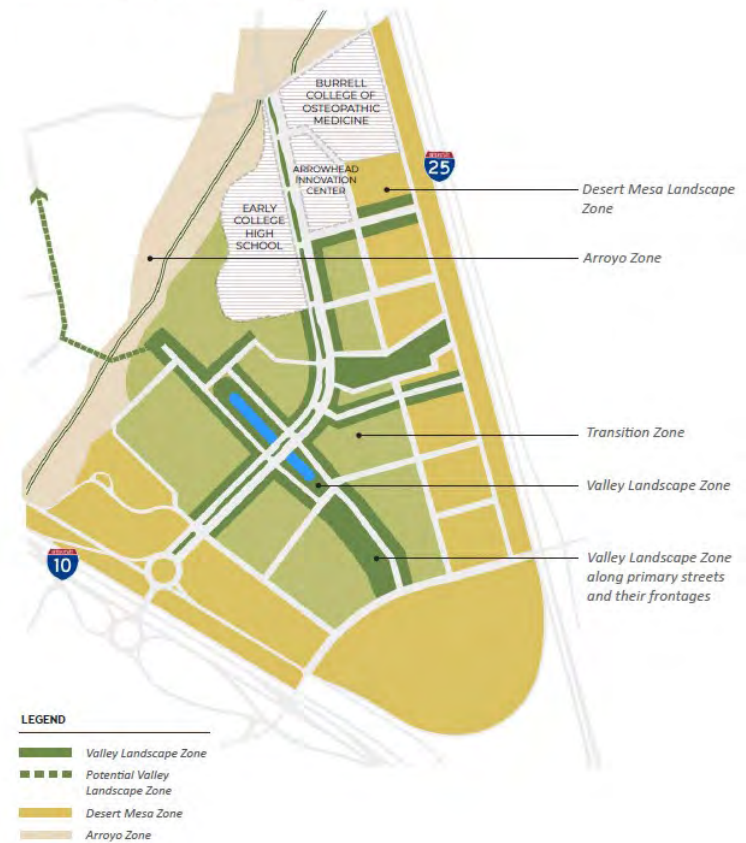 BURRELL
COLLEGE OF
OSTEOPATHIC
MEDICINE
25
ARROWHEAD
INNOVATION
CENTER
Desert Mesa Landscape
Zone
EARLY
COLLEGE
HIGH
SCHOOL
Arroyo Zone
Transition Zone
Valley Landscape Zone
10
Valley Landscape Zone
along primary streets
and their frontages
LEGEND
Valley Landscape Zone
Potential Valley
Landscape Zone
Desert Mesa Zone
Arroyo Zone